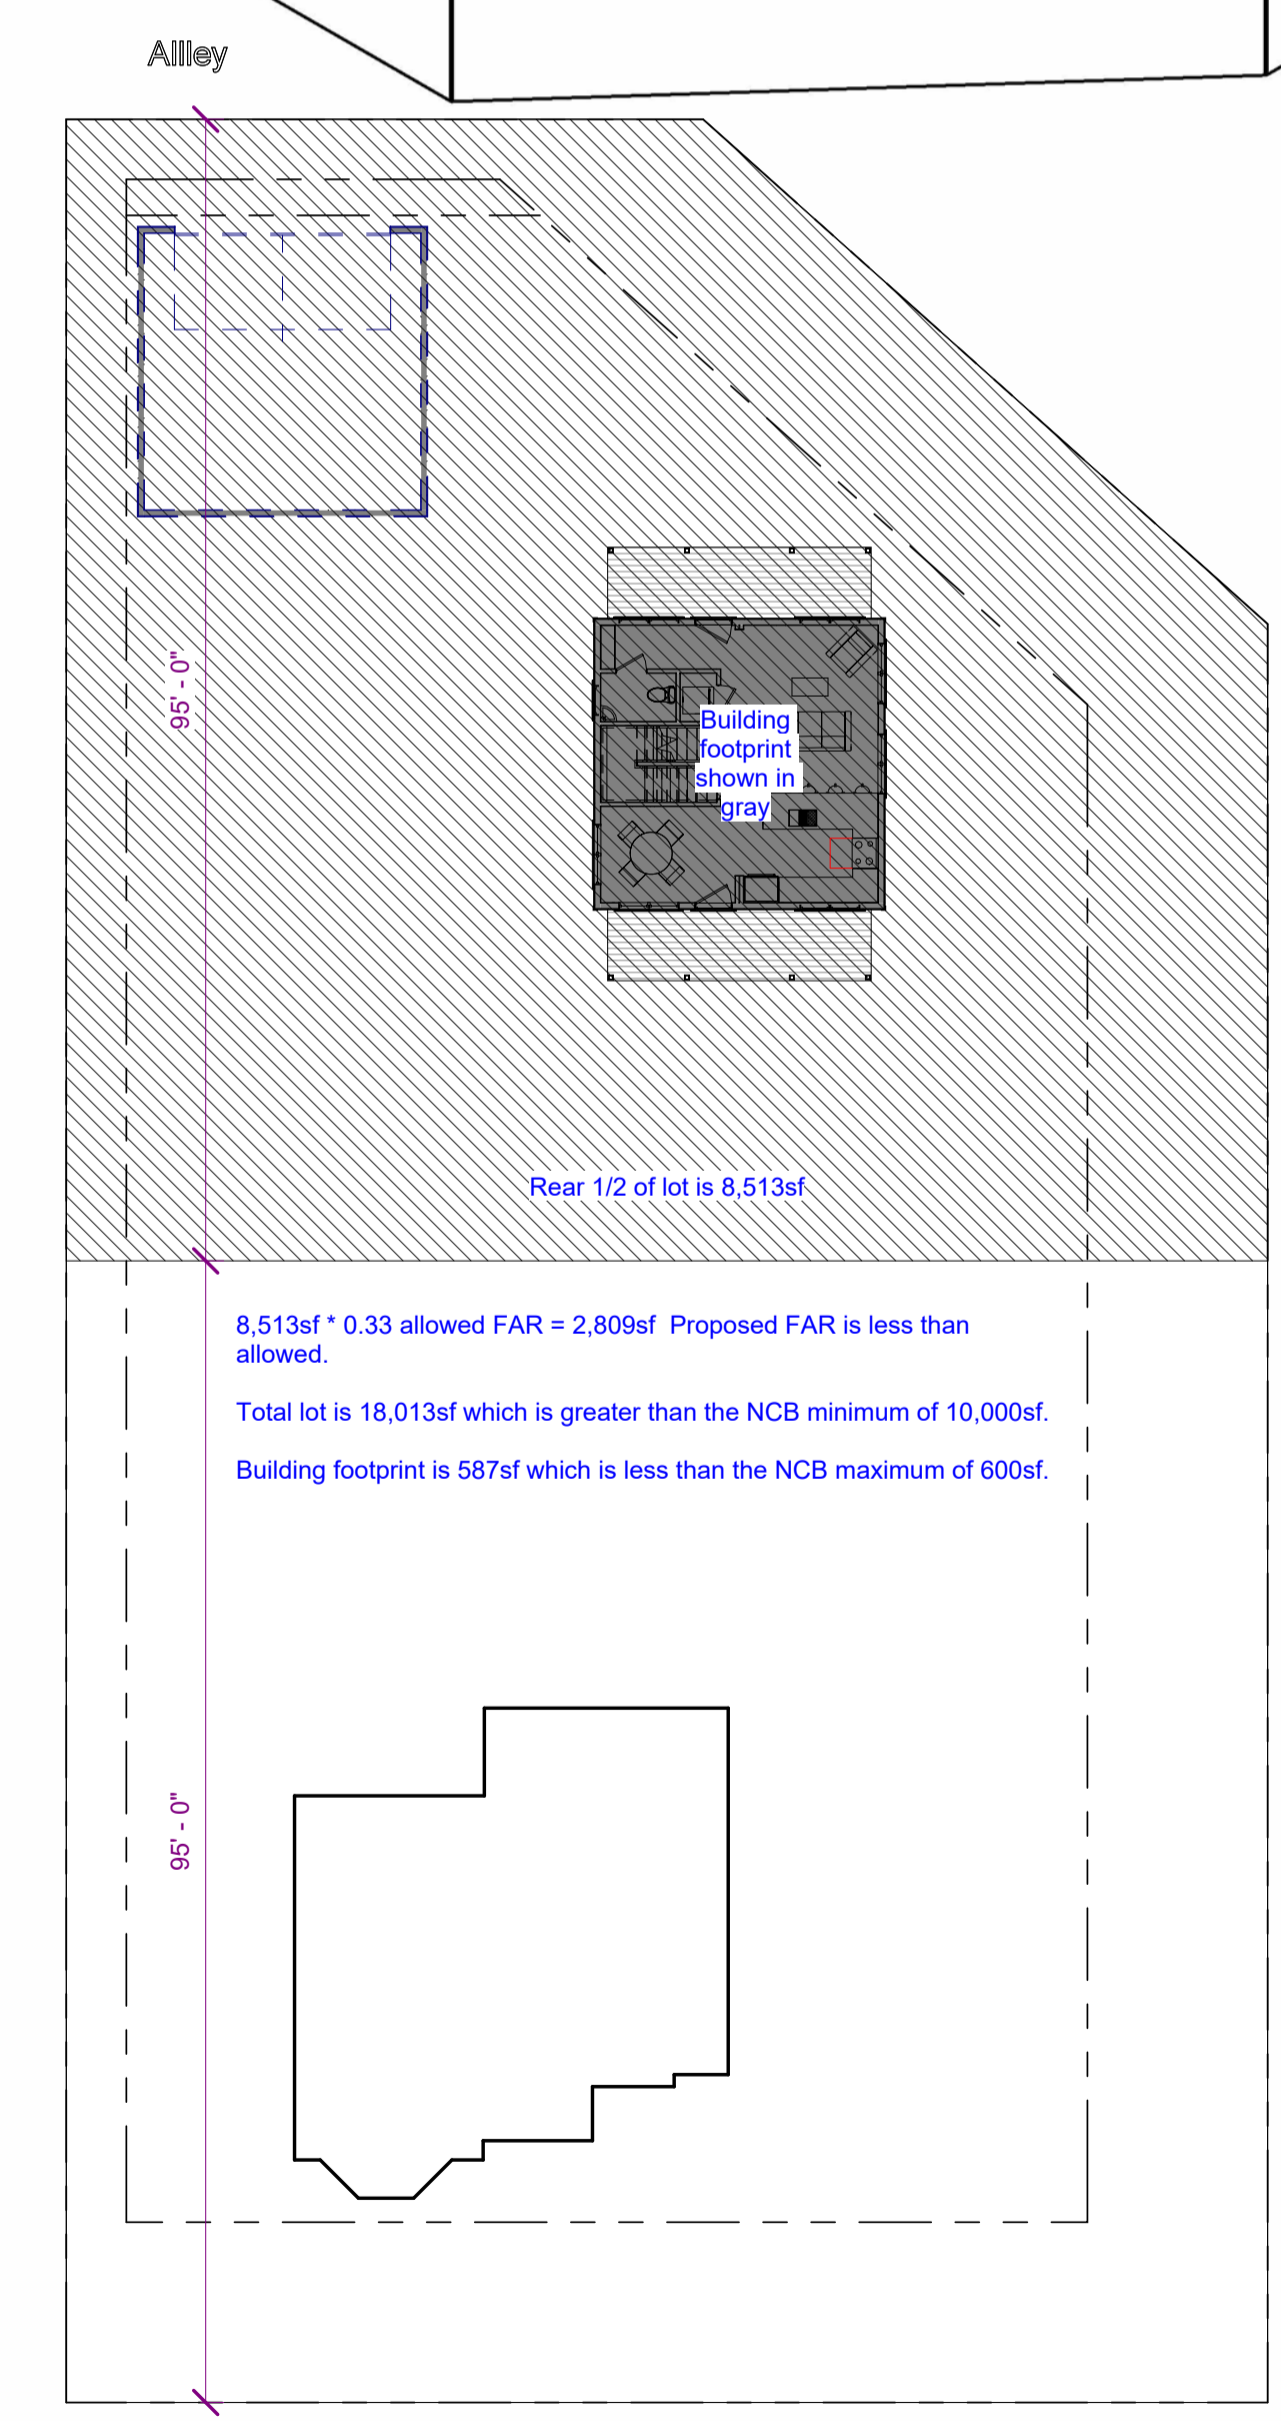 Allley
95' - 0"
Building
footprint
shown in
gray
Rear 1/2 of lot is 8,513sf
8,513sf * 0.33 allowed FAR = 2,809sf  Proposed FAR is less than
allowed.
Total lot is 18,013sf which is greater than the NCB minimum of 10,000sf.
Building footprint is 587sf which is less than the NCB maximum of 600sf.
95' - 0"